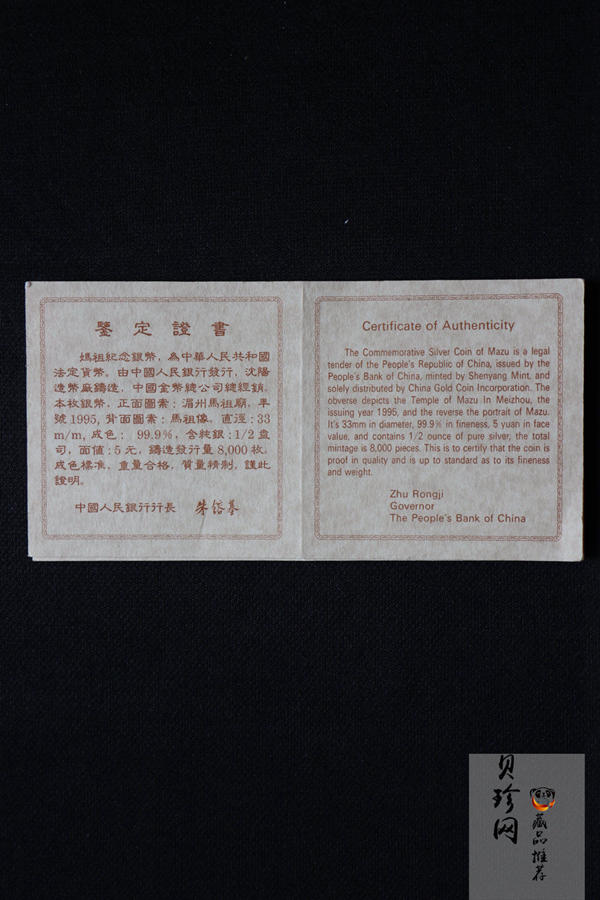 鑒定證書
媽祖紀念銀幣，為中華人民共和國
法定貨幣。由中國人民銀行發行，沈陽
造幣廠鑄造，中國金幣總公司總經銷。
本枚銀幣，正面圖案：湄州馬祖廟，年
號1995，背面圖案：馬祖像，直徑：33
m/m，成色：99.9%，含純銀：1/2盎
司，面值：5元，鑄造發行量8,000枚。
成色標準，重量合格，質量精制，謹此
證明。
中國人民銀行行長 朱镕基
Certificate of Authenticity
The Commemorative Silver Coin of Mazu is a legal
tender of the People's Republic of China, issued by the
People's Bank of China, minted by Shenyang Mint, and
solely distributed by China Gold Coin Incorporation. The
obverse depicts the Temple of Mazu In Meizhou, the
issuing year 1995, and the reverse the portrait of Mazu.
It's 33mm in diameter, 99.9% in fineness, 5 yuan in face
value, and contains 1/2 ounce of pure silver, the total
mintage is 8,000 pieces. This is to certify that the coin is
proof in quality and is up to standard as to its fineness
and weight.
Zhu Rongji
Governor
The People's Bank of China
贝珍网
藏品推荐